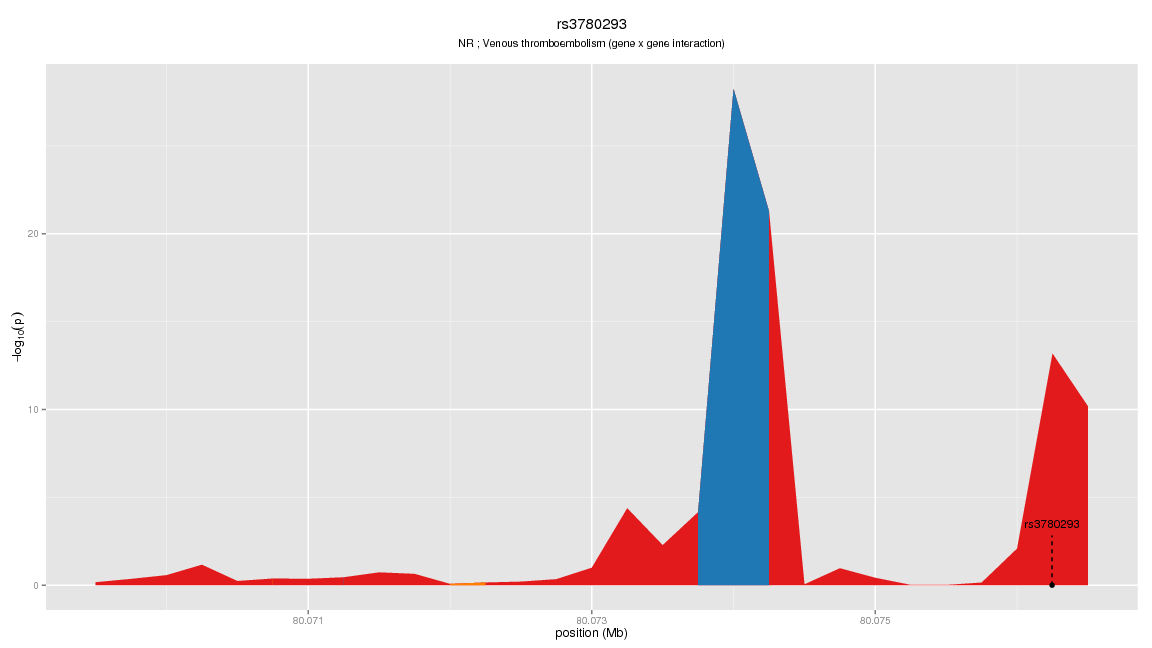 rs3780293
NR ; Venous thromboembolism (gene x gene interaction)
−log10(p)
20
10
0
rs3780293
80.071
80.073
80.075
position (Mb)